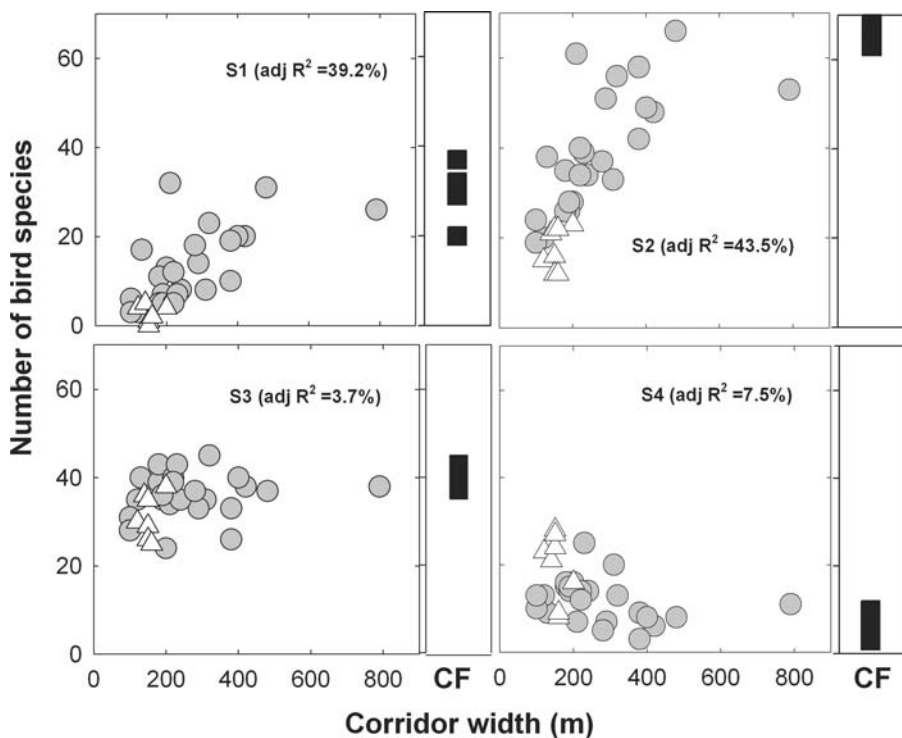 Number of bird species
60
40
20
0
S1 (adj R² =39.2%)
S2 (adj R² =43.5%)
60
40
20
0
S3 (adj R² =3.7%)
S4 (adj R² =7.5%)
0 200 400 600 800 CF 0 200 400 600 800 CF
Corridor width (m)